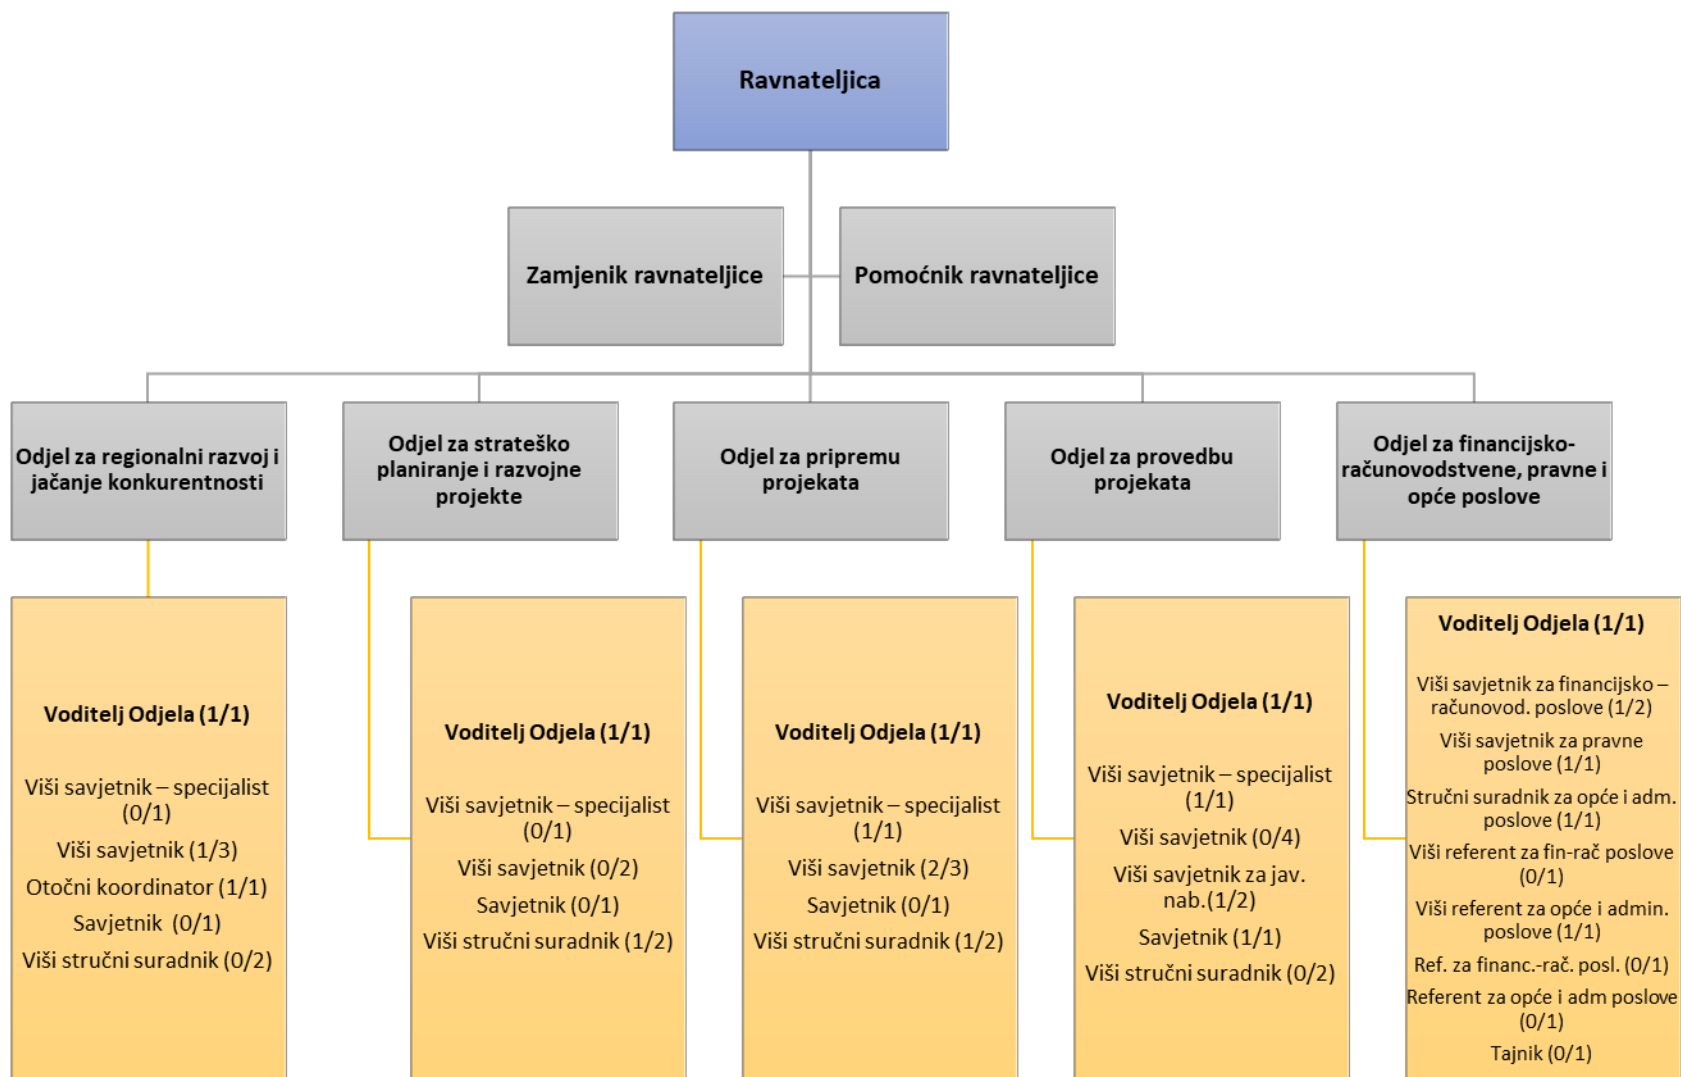 Ravnateljica
Zamjenik ravnateljice
Pomoćnik ravnateljice
Odjel za regionalni razvoj i
jačanje konkurentnosti
Odjel za strateško
planiranje i razvojne
projekte
Odjel za pripremu
projekata
Odjel za provedbu
projekata
Odjel za financijsko-
računovodstvene, pravne i
opće poslove
Voditelj Odjela (1/1)
Viši savjetnik – specijalist
(0/1)
Viši savjetnik (1/3)
Otočni koordinator (1/1)
Savjetnik  (0/1)
Viši stručni suradnik (0/2)
Voditelj Odjela (1/1)
Viši savjetnik – specijalist
(0/1)
Viši savjetnik (0/2)
Savjetnik (0/1)
Viši stručni suradnik (1/2)
Voditelj Odjela (1/1)
Viši savjetnik – specijalist
(1/1)
Viši savjetnik (2/3)
Savjetnik (0/1)
Viši stručni suradnik (1/2)
Voditelj Odjela (1/1)
Viši savjetnik – specijalist
(1/1)
Viši savjetnik (0/4)
Viši savjetnik za jav.
nab.(1/2)
Savjetnik (1/1)
Viši stručni suradnik (0/2)
Voditelj Odjela (1/1)
Viši savjetnik za financijsko –
računovod. poslove (1/2)
Viši savjetnik za pravne
poslove (1/1)
Stručni suradnik za opće i adm.
poslove (1/1)
Viši referent za fin-rač poslove
(0/1)
Viši referent za opće i admin.
poslove (1/1)
Ref. za financ.-rač. posl. (0/1)
Referent za opće i adm poslove
(0/1)
Tajnik (0/1)